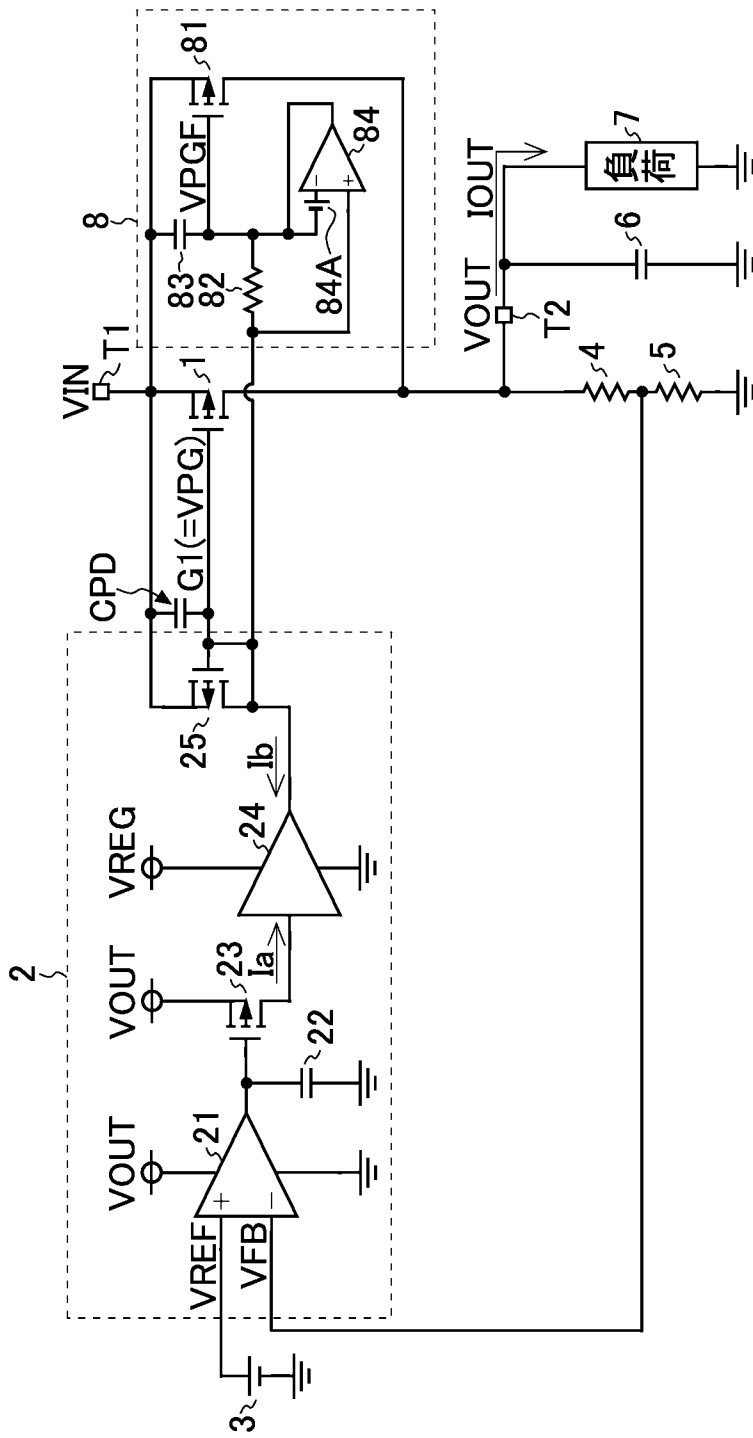 VIN
T1
8
83
82
VPGF
81
84A
84
1
G1(=VPG)
CPD
2
VOUT
VOUT
VREG
21
VREF
VFB
+
−
22
23
Ia
24
Ib
25
−
+
3
VOUT
IOUT
T2
4
5
6
7
負荷